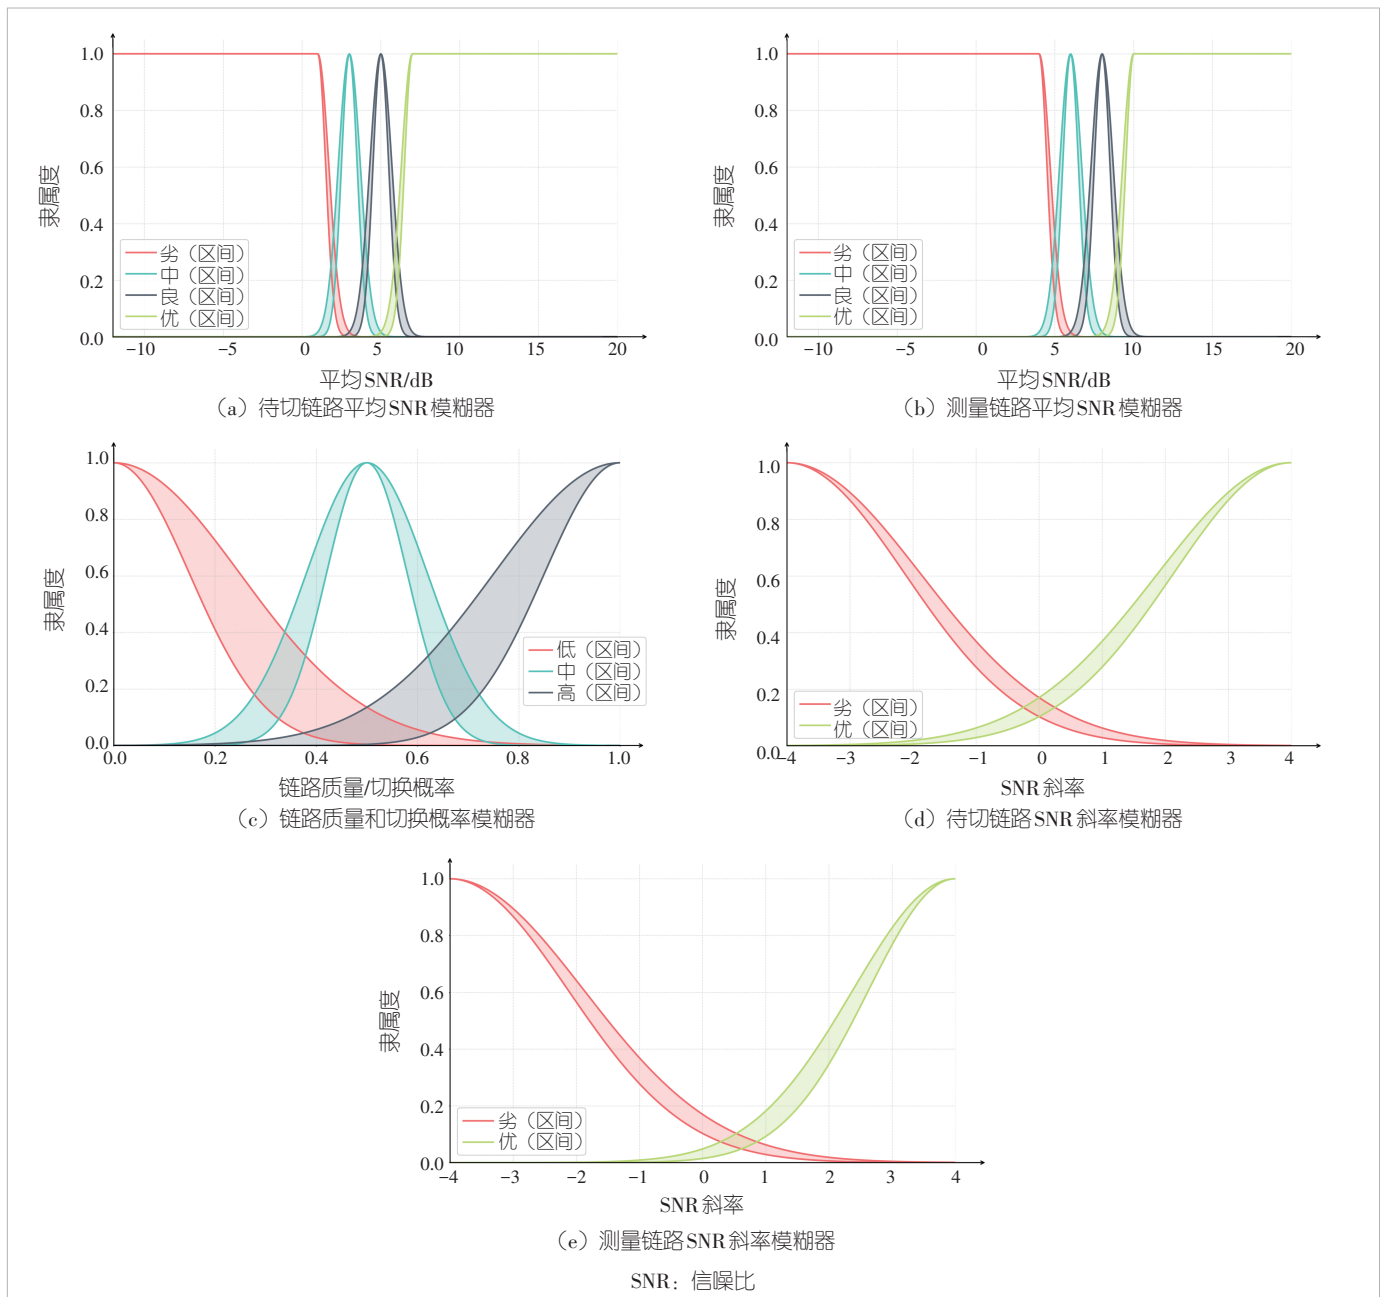 1.0
0.8
0.6
0.4
0.2
0.0
隶属度
劣（区间）
中（区间）
良（区间）
优（区间）
−10 −5 0 5 10 15 20
平均SNR/dB
（a）待切链路平均SNR模糊器
1.0
0.8
0.6
0.4
0.2
0.0
隶属度
劣（区间）
中（区间）
良（区间）
优（区间）
−10 −5 0 5 10 15 20
平均SNR/dB
（b）测量链路平均SNR模糊器
1.0
0.8
0.6
0.4
0.2
0.0
隶属度
低（区间）
中（区间）
高（区间）
0.0 0.2 0.4 0.6 0.8 1.0
链路质量/切换概率
（c）链路质量和切换概率模糊器
1.0
0.8
0.6
0.4
0.2
0.0
隶属度
劣（区间）
优（区间）
−4 −3 −2 −1 0 1 2 3 4
SNR斜率
（d）待切链路SNR斜率模糊器
1.0
0.8
0.6
0.4
0.2
0.0
隶属度
劣（区间）
优（区间）
−4 −3 −2 −1 0 1 2 3 4
SNR斜率
（e）测量链路SNR斜率模糊器
SNR：信噪比